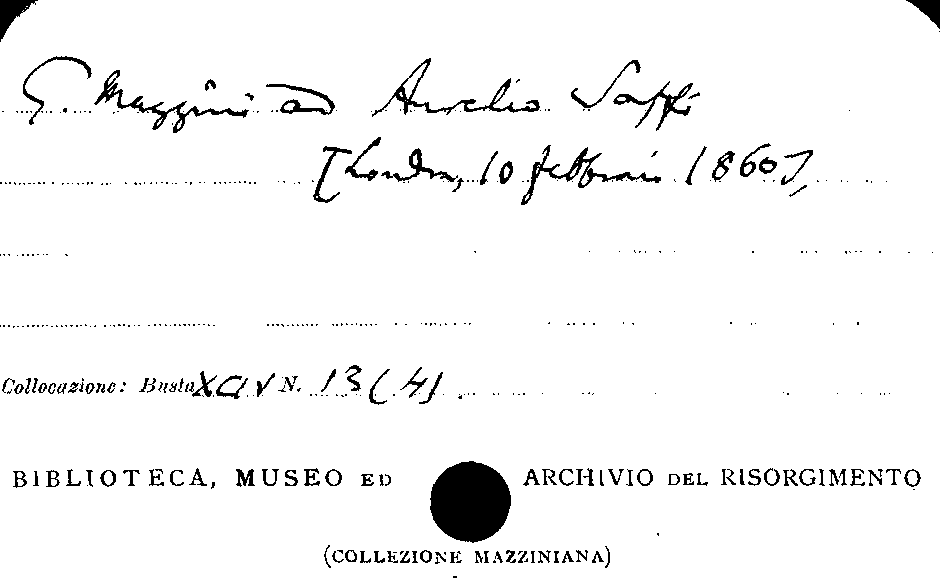 G. Mazzini ad Aurelio Saffi
[Londra, 10 febbraio 1860],
Collocazione: Busta XCIV N. 13 (4)
BIBLIOTECA, MUSEO ED ARCHIVIO DEL RISORGIMENTO
(COLLEZIONE MAZZINIANA)